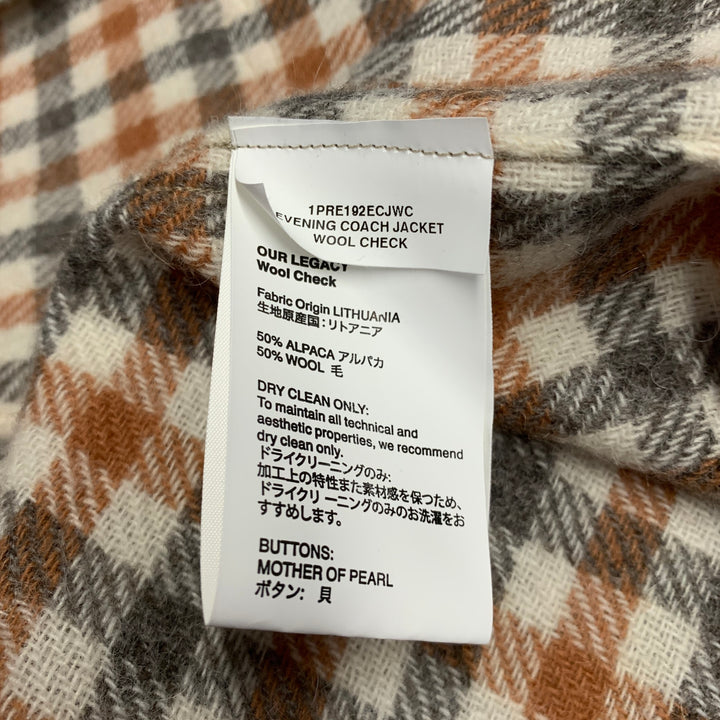 1PRE192ECJWC
EVENING COACH JACKET
WOOL CHECK
OUR LEGACY
Wool Check
Fabric Origin LITHUANIA
生地原産国：リトアニア
50% ALPACA アルパカ
50% WOOL 毛
DRY CLEAN ONLY:
To maintain all technical and
aesthetic properties, we recommend
dry clean only.
ドライクリーニングのみ:
加工上の特性また素材感を保つため、
ドライクリ ーニングのみのお洗濯をお
すすめします。
BUTTONS:
MOTHER OF PEARL
ボタン: 貝